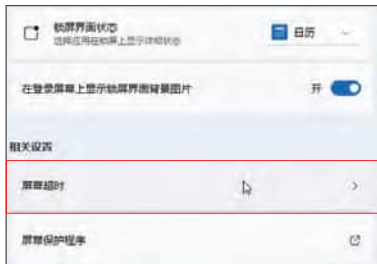 锁屏界面状态
选择应用在锁屏上显示详细状态
日历
在登录屏幕上显示锁屏界面背景图片
开
相关设置
屏幕超时
屏幕保护程序